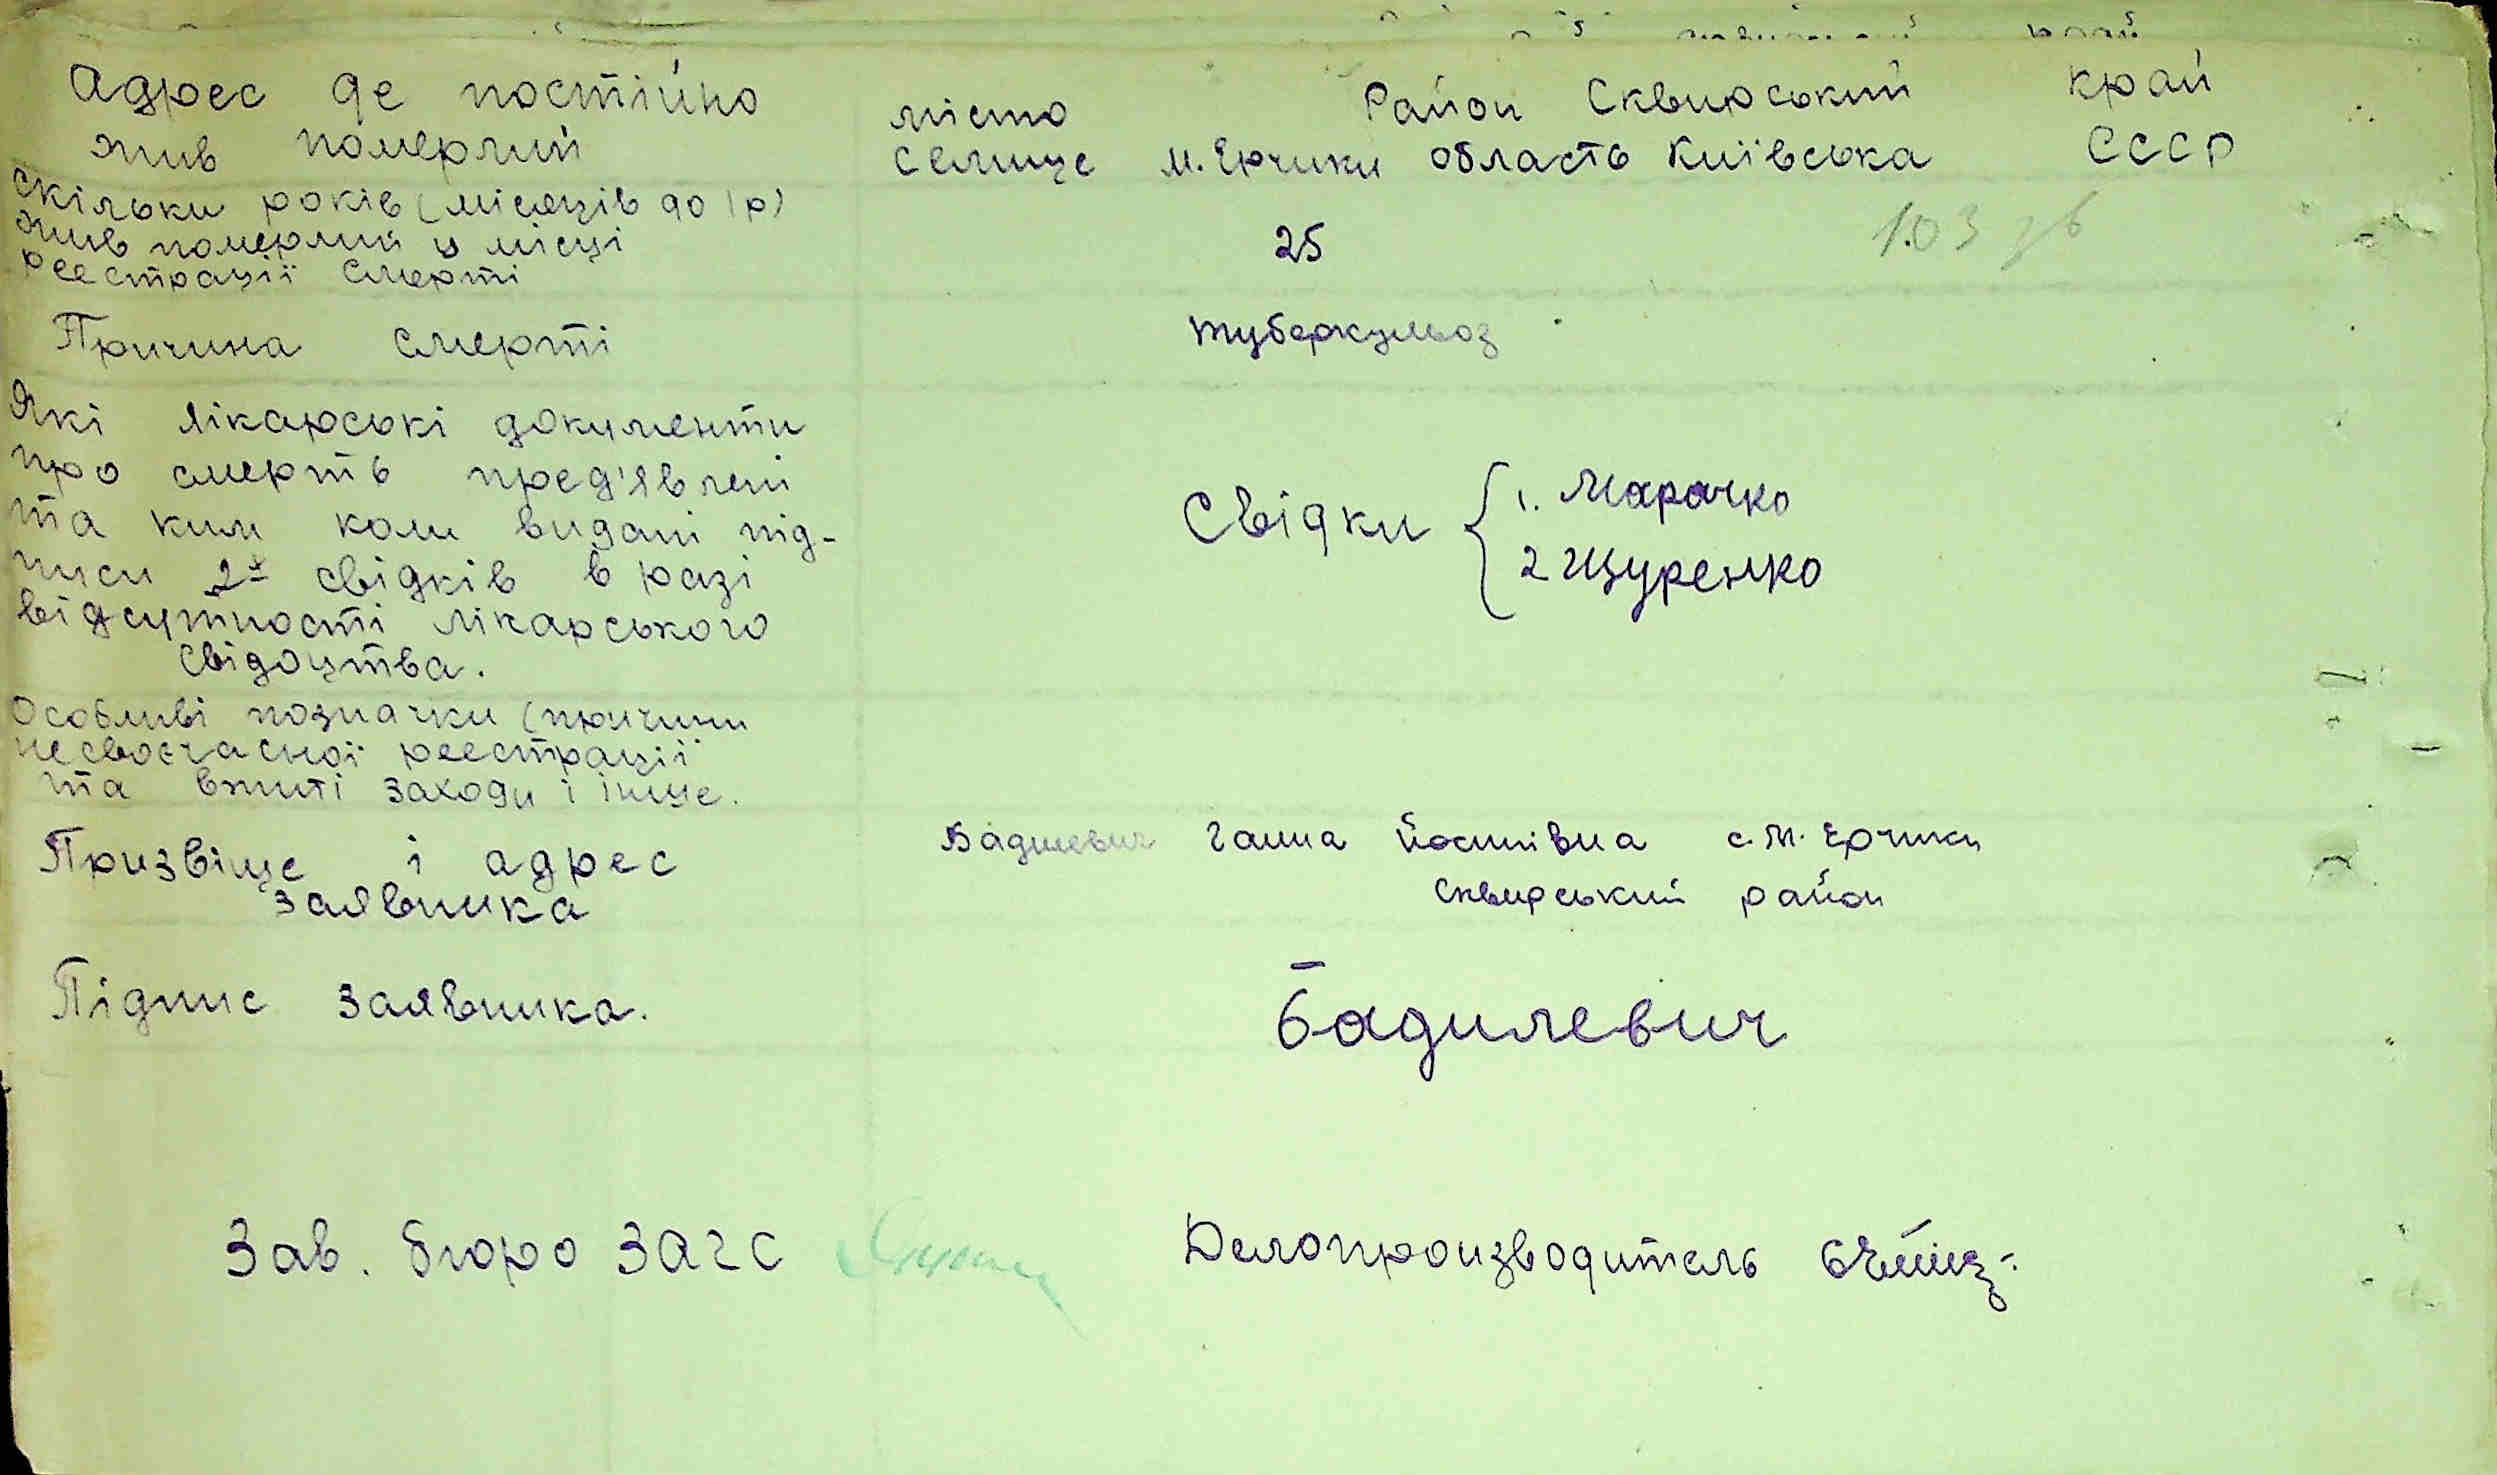 Адрес де постійно
жив померлий
місто
селище м. Ерчики
Район Сквирський край
область Київська СССР
скільки років (місяців до 1 р)
жив померлий у місці
реєстрації смерті
25
1.03
Причина смерті
туберкульоз
Які лікарські документи
про смерть пред'явлені
та ким коли видані під-
писи 2х свідків в разі
відсутності лікарського
свідоцтва.
Свідки
1. Марачко
2 Щуренко
Особливі позначки (причини
несвоєчасної реєстрації
та вжиті заходи і інше.
Призвіще і адрес
заявника
Бадилевич Ганна Йосипівна с. М. Ерчики
Сквирський район
Підпис заявника.
Бадилевич
Зав. бюро ЗАГС
Делопроизводитель